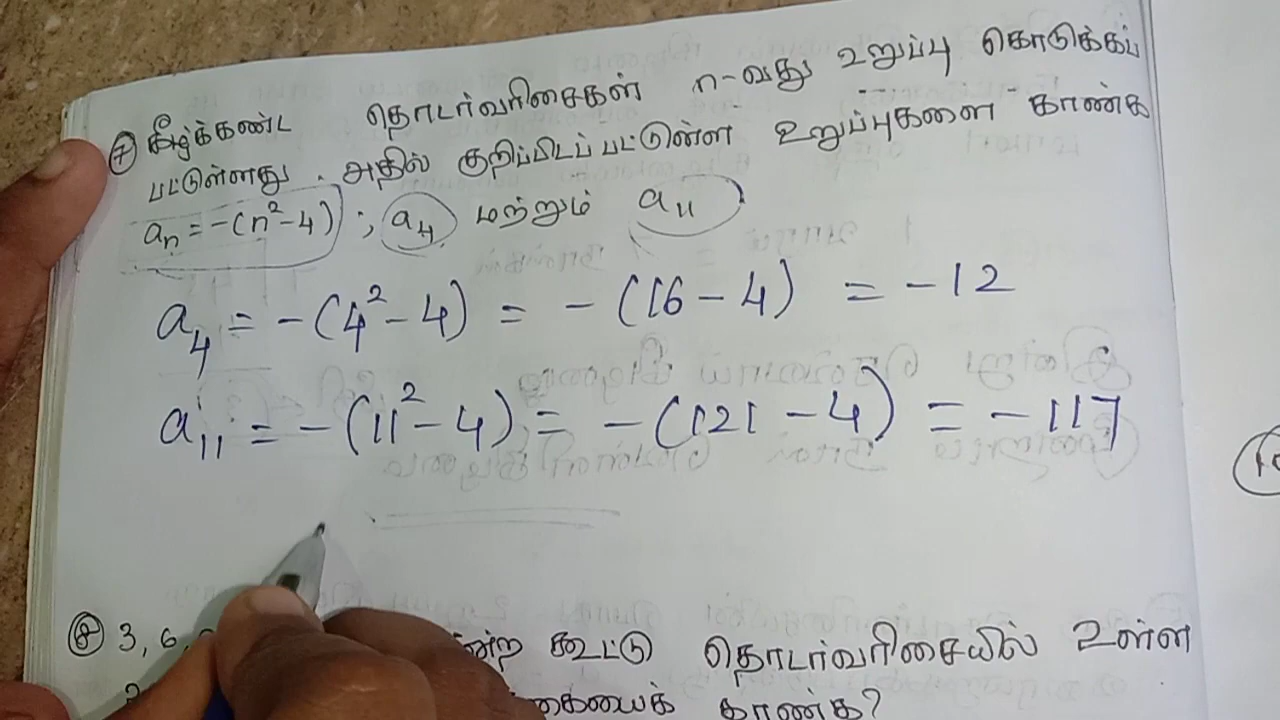 ⑦ கீழ்க்கண்ட தொடர்வரிசைகள் n-வது உறுப்பு கொடுக்கப்
பட்டுள்ளது. அதில் குறிப்பிடப் பட்டுள்ள உறுப்புகளை காண்க
aₙ = -(n²-4) ; a₄ மற்றும் a₁₁
a₄ = -(4²-4) = -(16-4) = -12
a₁₁ = -(11²-4) = -(121-4) = -117
⑧ 3, 6, கூட்டு தொடர்வரிசையில் உள்ள
காண்க?